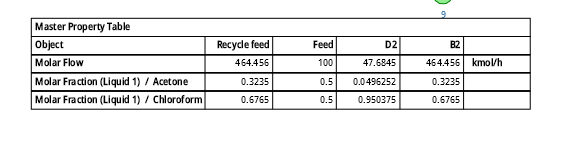 9
Master Property Table
Object Recycle feed Feed D2 B2
Molar Flow 464.456 100 47.6845 464.456 kmol/h
Molar Fraction (Liquid 1) / Acetone 0.3235 0.5 0.0496252 0.3235
Molar Fraction (Liquid 1) / Chloroform 0.6765 0.5 0.950375 0.6765